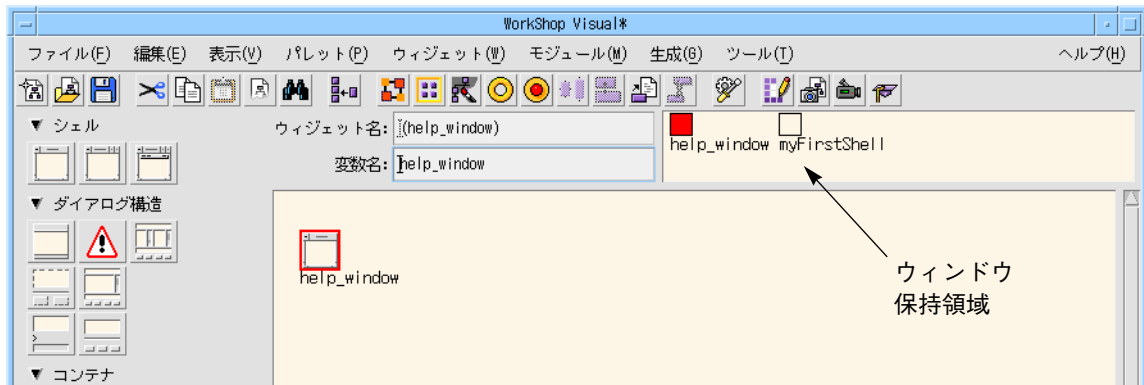 WorkShop Visual*
ファイル(F) 編集(E) 表示(V) パレット(P) ウィジェット(W) モジュール(M) 生成(G) ツール(T) ヘルプ(H)
▼ シェル
ウィジェット名: (help_window)
変数名: help_window
help_window myFirstShell
▼ ダイアログ構造
help_window
ウィンドウ
保持領域
▼ コンテナ